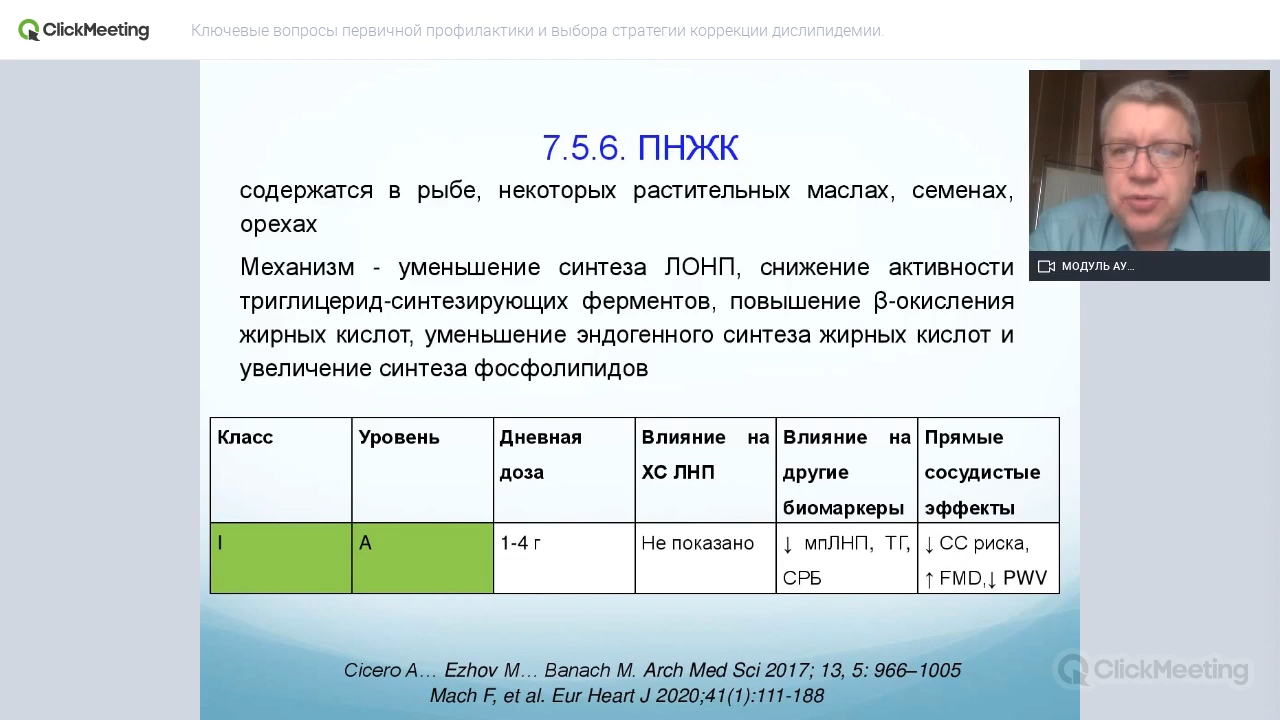 ClickMeeting
Ключевые вопросы первичной профилактики и выбора стратегии коррекции дислипидемии.
7.5.6. ПНЖК
содержатся в рыбе, некоторых растительных маслах, семенах,
орехах
Механизм - уменьшение синтеза ЛОНП, снижение активности
триглицерид-синтезирующих ферментов, повышение β-окисления
жирных кислот, уменьшение эндогенного синтеза жирных кислот и
увеличение синтеза фосфолипидов
МОДУЛЬ АУ...
Класс
Уровень
Дневная
доза
Влияние на
ХС ЛНП
Влияние на
другие
биомаркеры
Прямые
сосудистые
эффекты
I
A
1-4 г
Не показано
↓ мпЛНП, ТГ,
СРБ
↓ СС риска,
↑ FMD,↓ PWV
Cicero A… Ezhov M… Banach M. Arch Med Sci 2017; 13, 5: 966–1005
Mach F, et al. Eur Heart J 2020;41(1):111-188
ClickMeeting